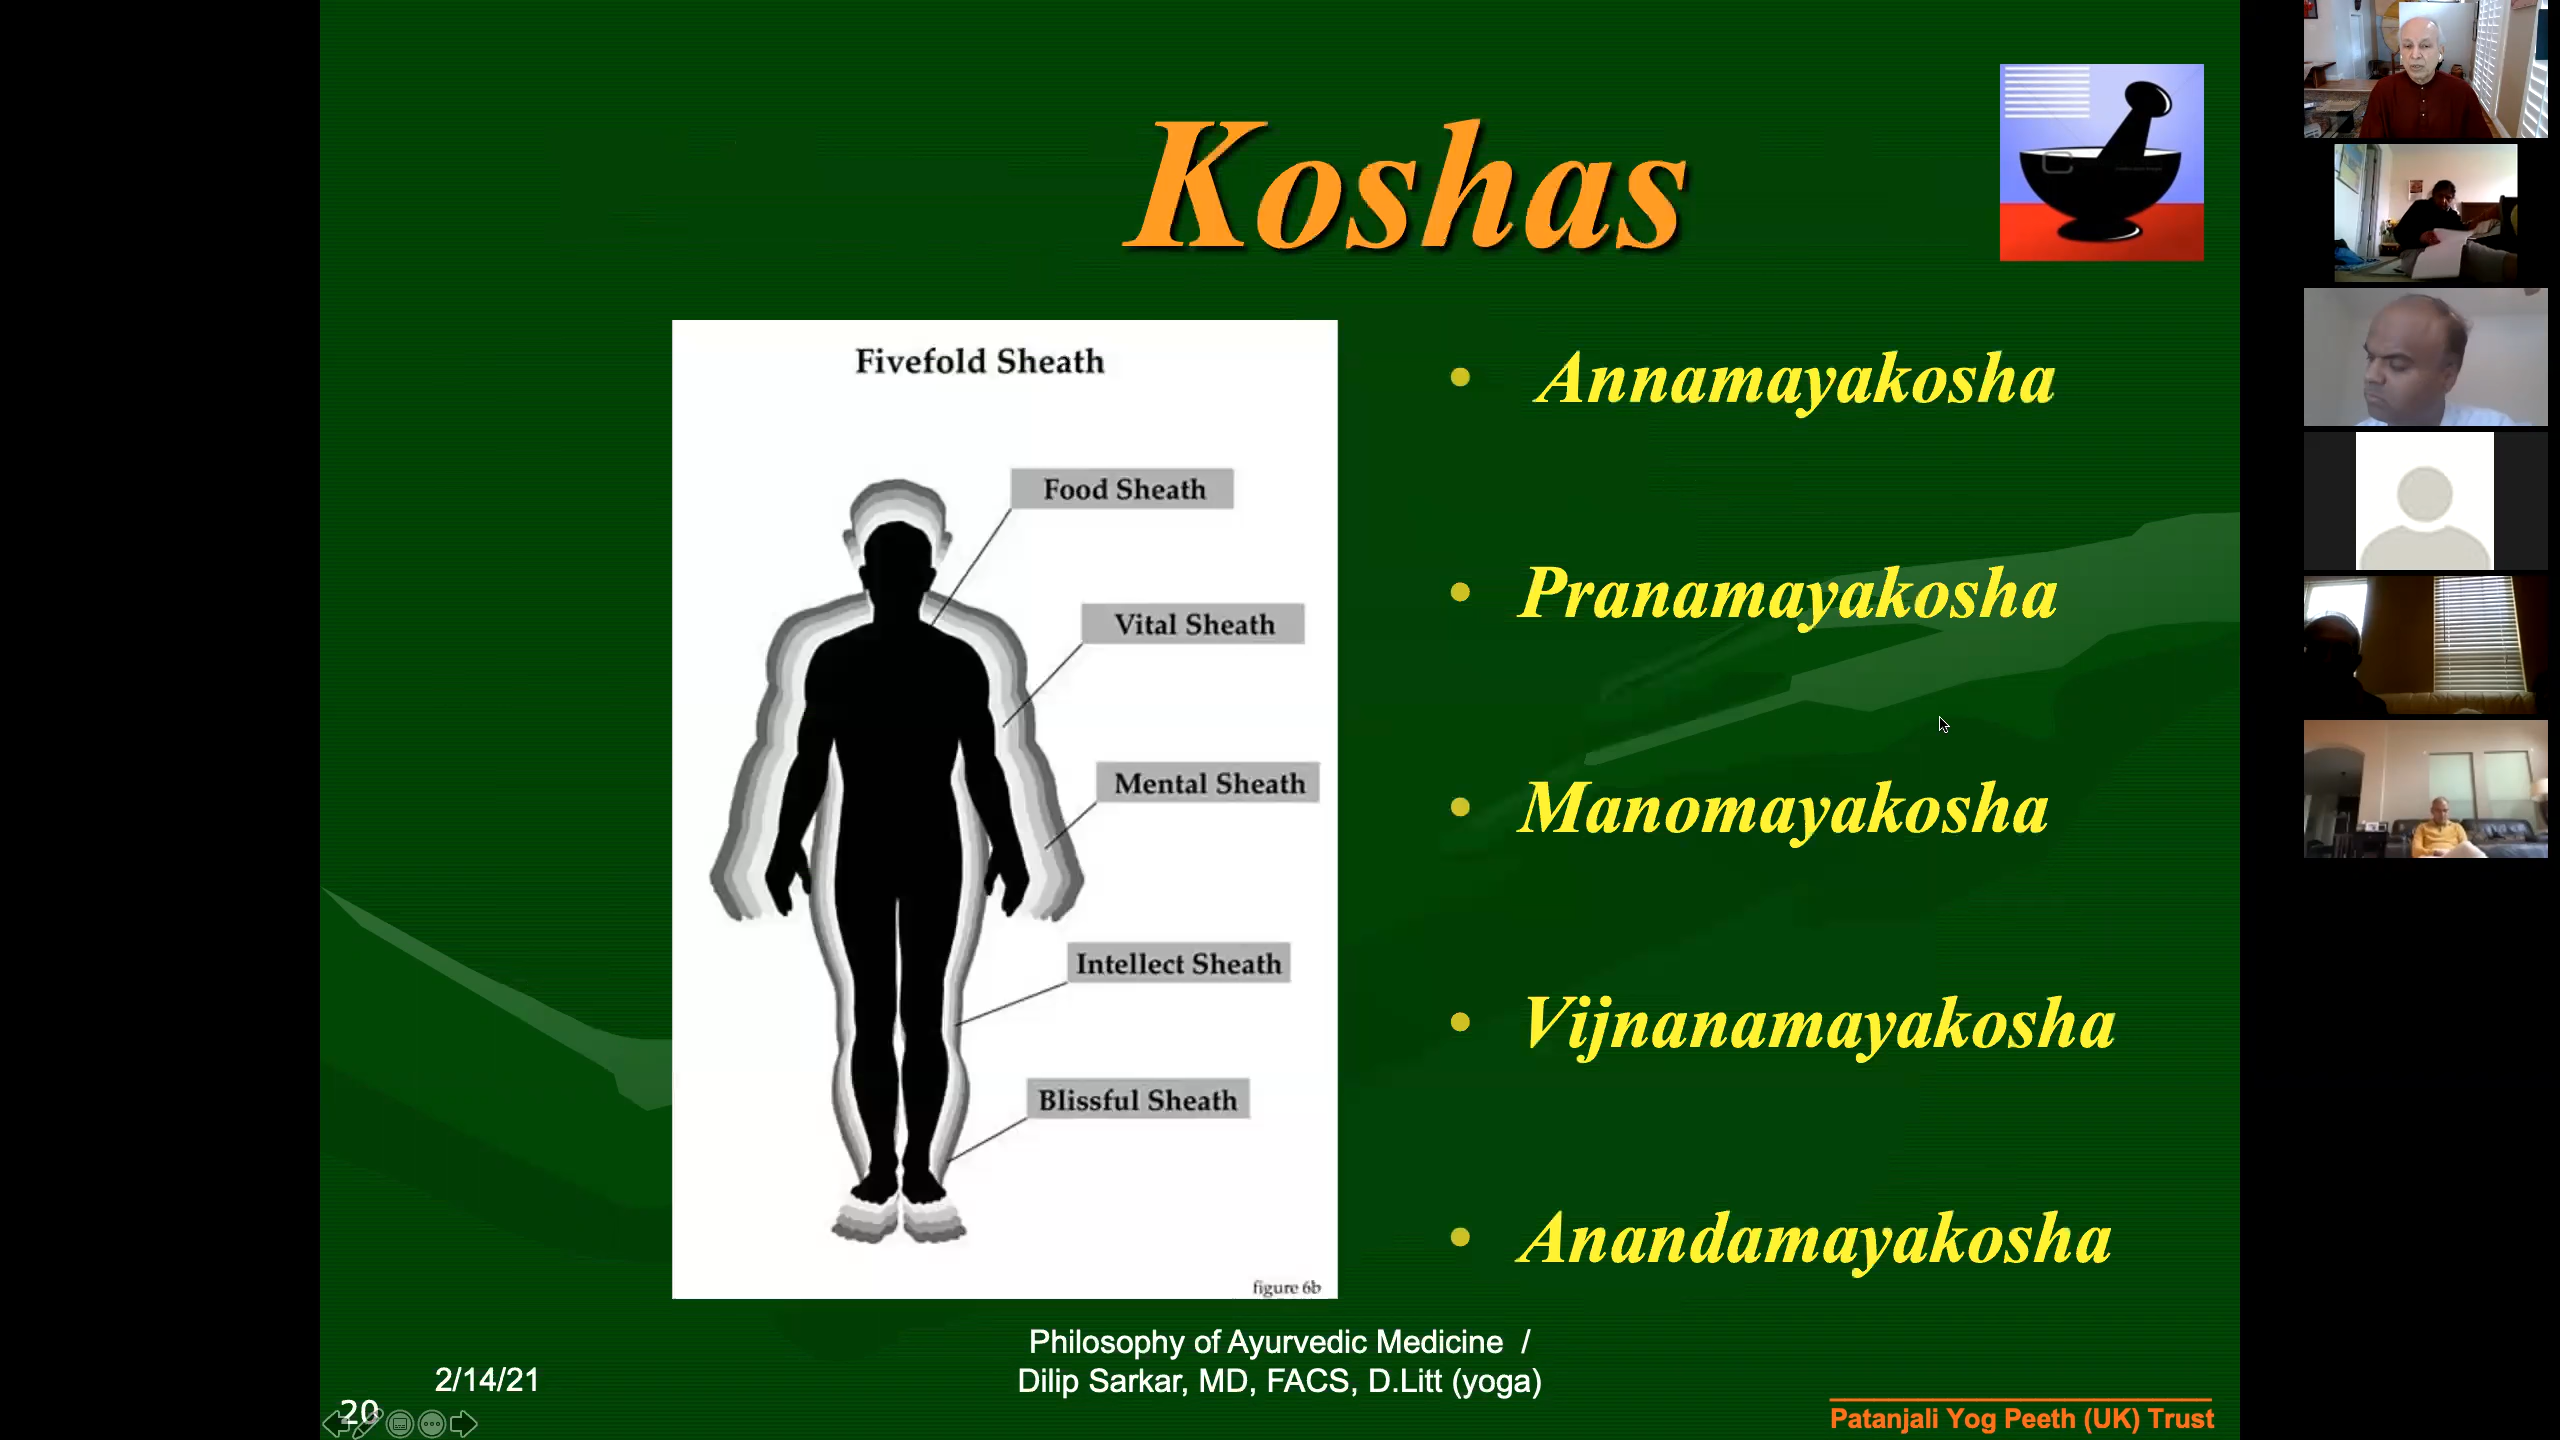 Koshas
Fivefold Sheath
Food Sheath
Vital Sheath
Mental Sheath
Intellect Sheath
Blissful Sheath
figure 6b
• Annamayakosha
• Pranamayakosha
• Manomayakosha
• Vijnanamayakosha
• Anandamayakosha
2/14/21
20
Philosophy of Ayurvedic Medicine /
Dilip Sarkar, MD, FACS, D.Litt (yoga)
Patanjali Yog Peeth (UK) Trust